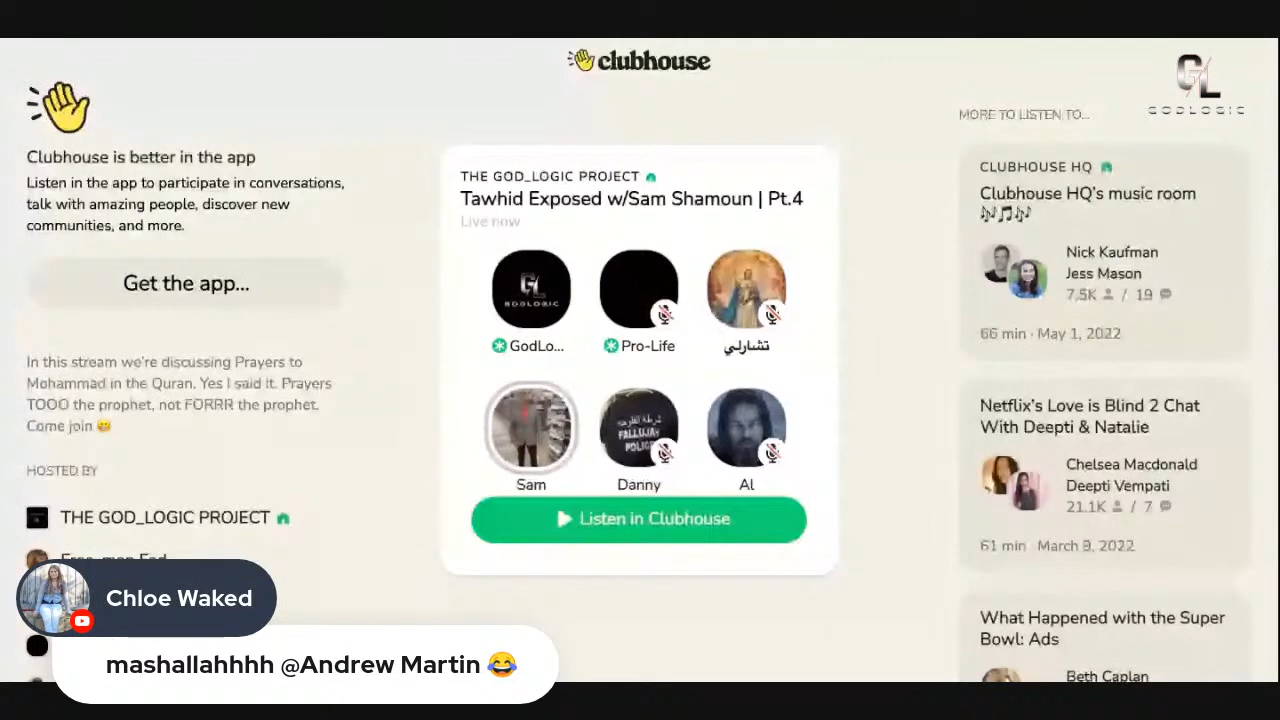 clubhouse
GL
GODLOGIC
Clubhouse is better in the app
Listen in the app to participate in conversations,
talk with amazing people, discover new
communities, and more.
Get the app...
In this stream we're discussing Prayers to
Mohammad in the Quran. Yes I said it. Prayers
TOOO the prophet, not FORRR the prophet.
Come join 😀
HOSTED BY
THE GOD_LOGIC PROJECT
THE GOD_LOGIC PROJECT
Tawhid Exposed w/Sam Shamoun | Pt.4
Live now
GL
GODLOGIC
GodLo...
Pro-Life
تشارلي
FALLUJAH
POLICE
Sam
Danny
Al
Listen in Clubhouse
MORE TO LISTEN TO...
CLUBHOUSE HQ
Clubhouse HQ's music room
🎶🎵🎶
Nick Kaufman
Jess Mason
7.5K / 19
66 min · May 1, 2022
Netflix's Love is Blind 2 Chat
With Deepti & Natalie
Chelsea Macdonald
Deepti Vempati
21.1K / 7
61 min · March 9, 2022
What Happened with the Super
Bowl: Ads
Beth Caplan
Chloe Waked
mashallahhhh @Andrew Martin 😂